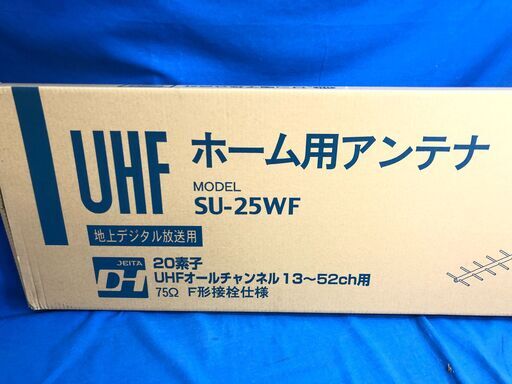 UHF
ホーム用アンテナ
MODEL
SU-25WF
地上デジタル放送用
JEITA
DH
20素子
UHFオールチャンネル 13〜52ch用
75Ω F形接栓仕様